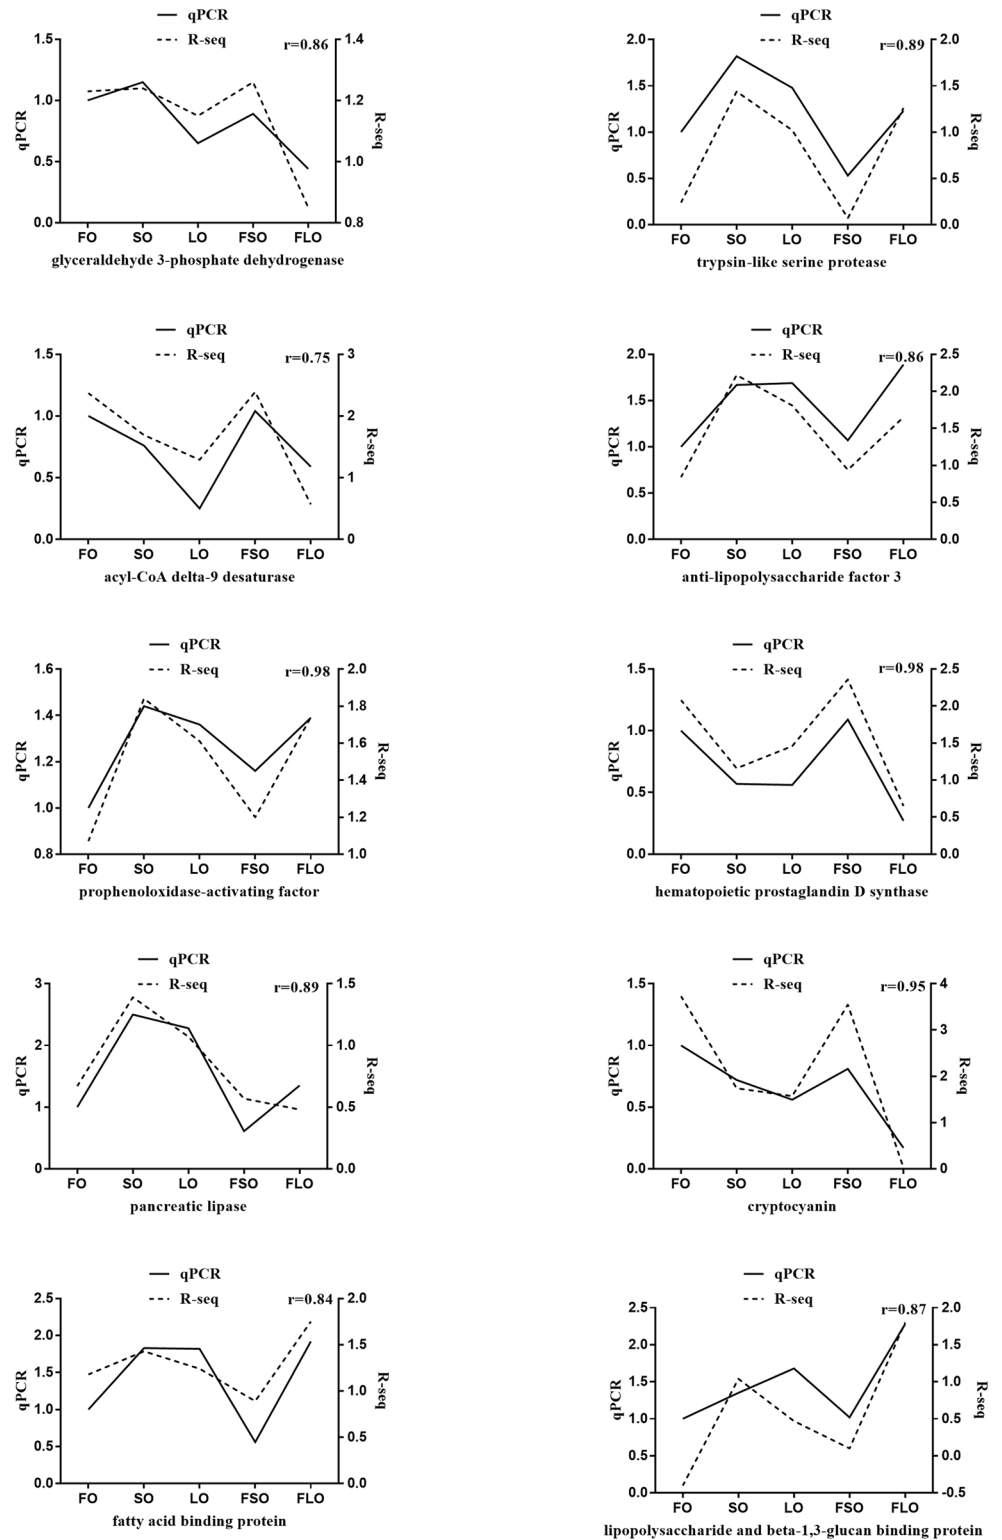 qPCR
R-seq
r=0.86
1.5
1.0
0.5
0.0
qPCR
1.4
1.2
1.0
0.8
R-seq
FO SO LO FSO FLO
glyceraldehyde 3-phosphate dehydrogenase
qPCR
R-seq
r=0.89
2.0
1.5
1.0
0.5
0.0
qPCR
2.0
1.5
1.0
0.5
0.0
R-seq
FO SO LO FSO FLO
trypsin-like serine protease
qPCR
R-seq
r=0.75
1.5
1.0
0.5
0.0
qPCR
3
2
1
0
R-seq
FO SO LO FSO FLO
acyl-CoA delta-9 desaturase
qPCR
R-seq
r=0.86
2.0
1.5
1.0
0.5
0.0
qPCR
2.5
2.0
1.5
1.0
0.5
0.0
R-seq
FO SO LO FSO FLO
anti-lipopolysaccharide factor 3
qPCR
R-seq
r=0.98
1.6
1.4
1.2
1.0
0.8
qPCR
2.0
1.8
1.6
1.4
1.2
1.0
R-seq
FO SO LO FSO FLO
prophenoloxidase-activating factor
qPCR
R-seq
r=0.98
1.5
1.0
0.5
0.0
qPCR
2.5
2.0
1.5
1.0
0.5
0.0
R-seq
FO SO LO FSO FLO
hematopoietic prostaglandin D synthase
qPCR
R-seq
r=0.89
3
2
1
0
qPCR
1.5
1.0
0.5
0.0
R-seq
FO SO LO FSO FLO
pancreatic lipase
qPCR
R-seq
r=0.95
1.5
1.0
0.5
0.0
qPCR
4
3
2
1
0
R-seq
FO SO LO FSO FLO
cryptocyanin
qPCR
R-seq
r=0.84
2.5
2.0
1.5
1.0
0.5
0.0
qPCR
2.0
1.5
1.0
0.5
0.0
R-seq
FO SO LO FSO FLO
fatty acid binding protein
qPCR
R-seq
r=0.87
2.5
2.0
1.5
1.0
0.5
0.0
qPCR
2.0
1.5
1.0
0.5
0.0
-0.5
R-seq
FO SO LO FSO FLO
lipopolysaccharide and beta-1,3-glucan binding protein